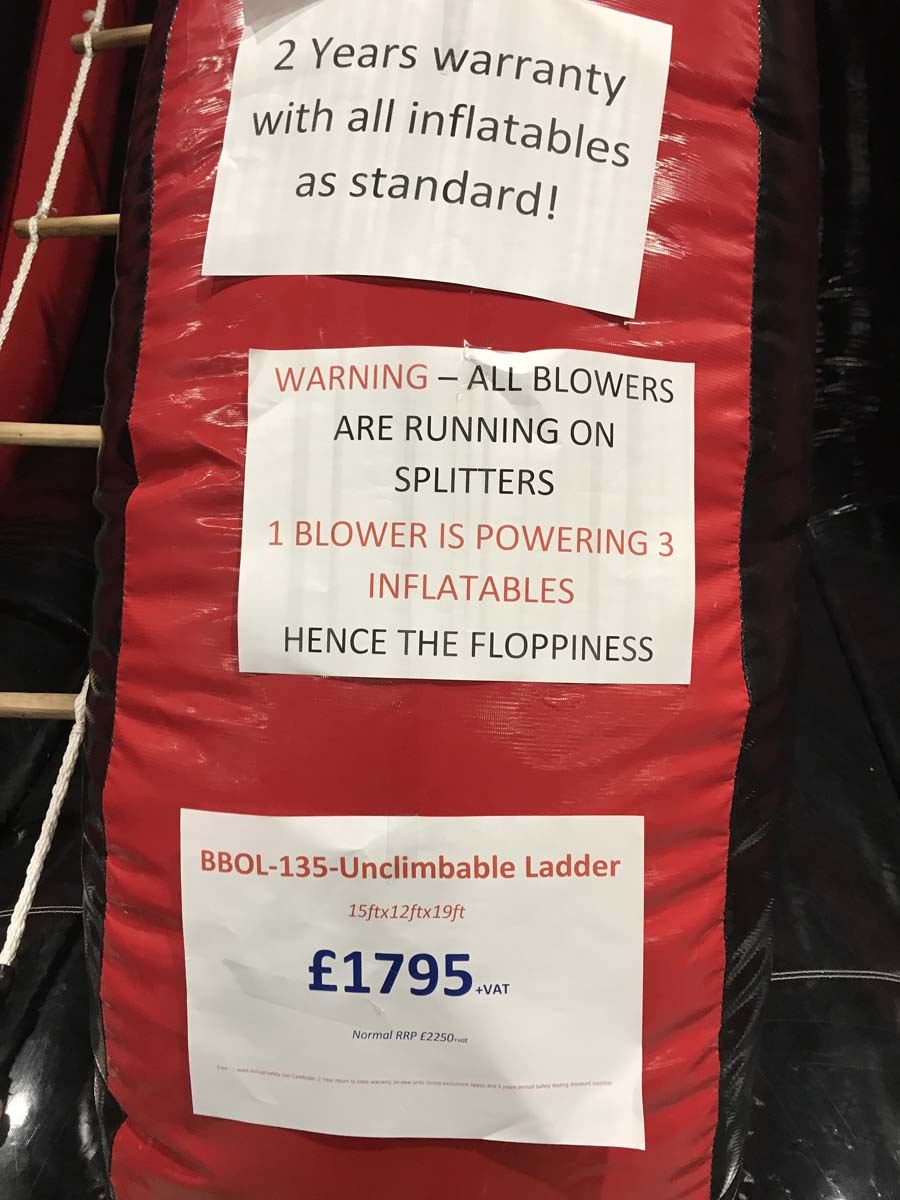 2 Years warranty
with all inflatables
as standard!
WARNING – ALL BLOWERS
ARE RUNNING ON
SPLITTERS
1 BLOWER IS POWERING 3
INFLATABLES
HENCE THE FLOPPINESS
BBOL-135-Unclimbable Ladder
15ftx12ftx19ft
£1795+VAT
Normal RRP £2250+vat